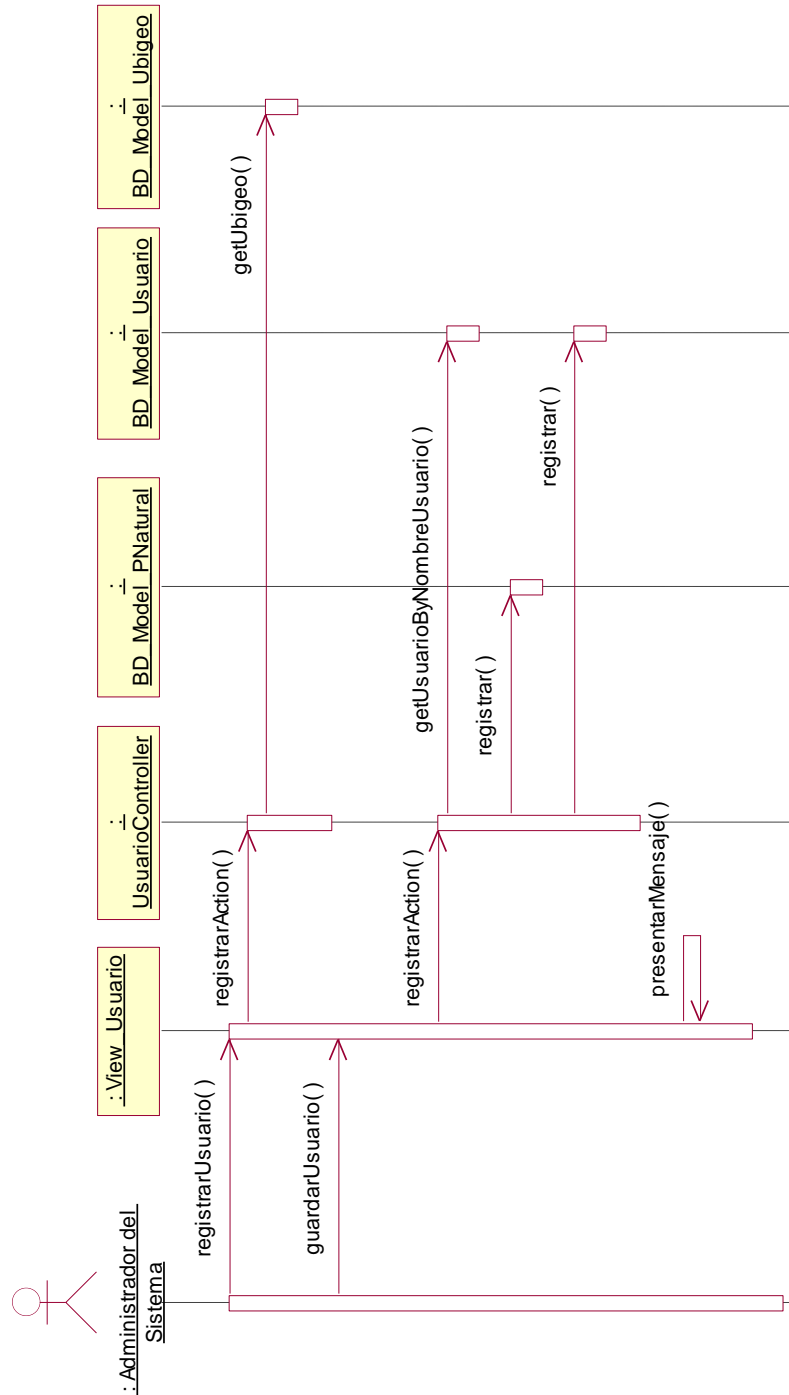 : Administrador del
Sistema
: View_Usuario
: :
UsuarioController
: :
BD_Model_PNatural
: :
BD_Model_Usuario
: :
BD_Model_Ubigeo
registrarUsuario( )
registrarAction( )
getUbigeo( )
guardarUsuario( )
registrarAction( )
getUsuarioByNombreUsuario( )
registrar( )
registrar( )
presentarMensaje( )